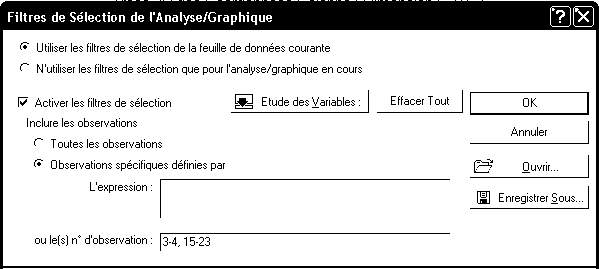 Filtres de Sélection de l'Analyse/Graphique
Utiliser les filtres de sélection de la feuille de données courante
N'utiliser les filtres de sélection que pour l'analyse/graphique en cours
Activer les filtres de sélection
Etude des Variables :
Effacer Tout
OK
Inclure les observations
Annuler
Toutes les observations
Observations spécifiques définies par
Ouvrir...
L'expression :
Enregistrer Sous...
ou le(s) n° d'observation : 3-4, 15-23